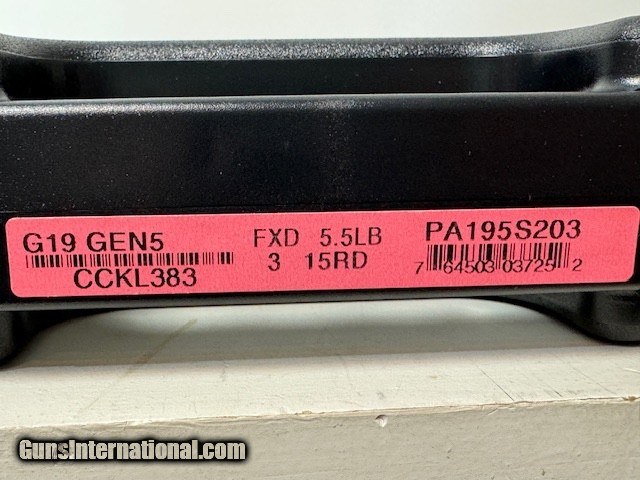 G19 GEN5 FXD 5.5LB PA195S203
CCKL383 3 15RD 7 64503 03725 2
GunsInternational.com